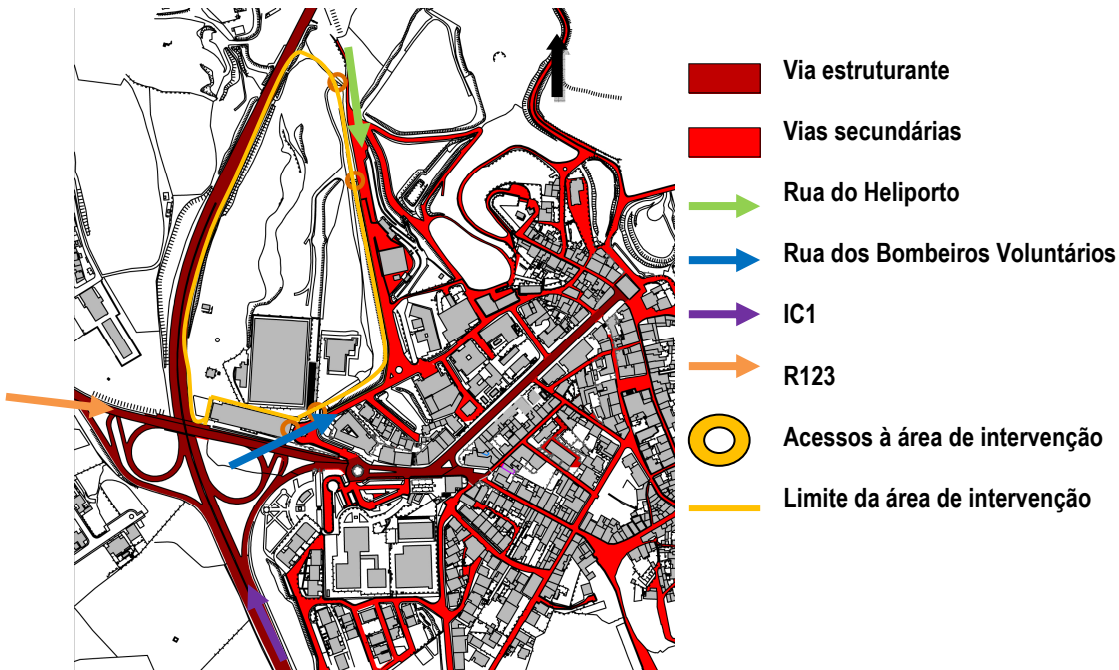 Via estruturante
Vias secundárias
Rua do Heliporto
Rua dos Bombeiros Voluntários
IC1
R123
Acessos à área de intervenção
Limite da área de intervenção